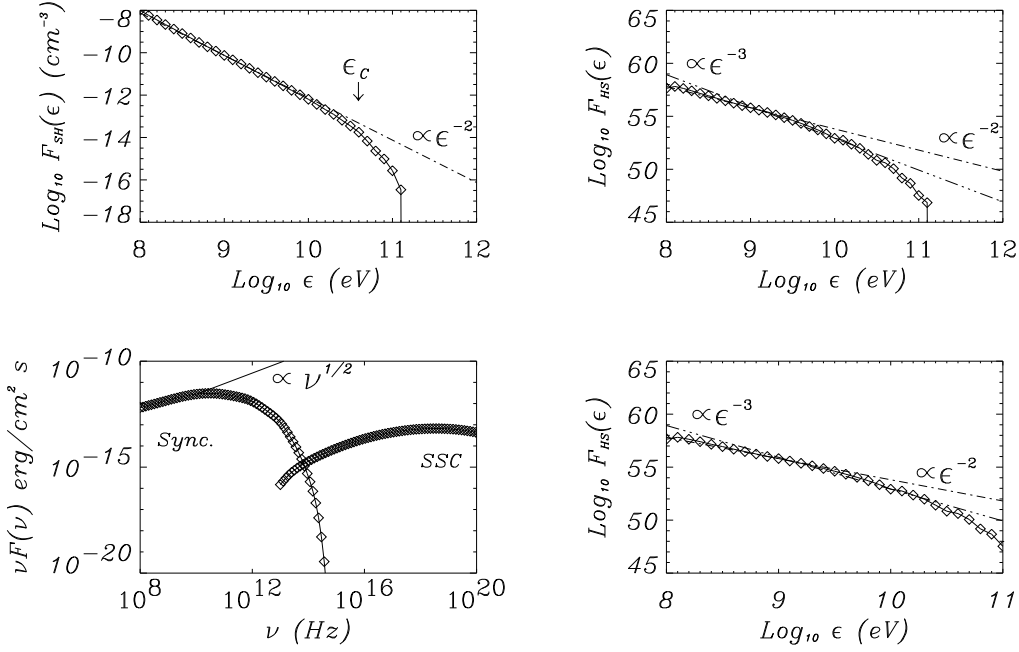 Log₁₀ F_SH(ϵ) (cm⁻³)
−8
−10
−12
−14
−16
−18
ϵ_C
∝ϵ⁻²
8 9 10 11 12
Log₁₀ ϵ (eV)
Log₁₀ F_HS(ϵ)
65
60
55
50
45
∝ϵ⁻³
∝ϵ⁻²
8 9 10 11 12
Log₁₀ ϵ (eV)
νF(ν) erg/cm² s
10⁻¹⁰
10⁻¹⁵
10⁻²⁰
∝ ν¹/²
Sync.
SSC
10⁸ 10¹² 10¹⁶ 10²⁰
ν (Hz)
Log₁₀ F_HS(ϵ)
65
60
55
50
45
∝ϵ⁻³
∝ϵ⁻²
8 9 10 11
Log₁₀ ϵ (eV)